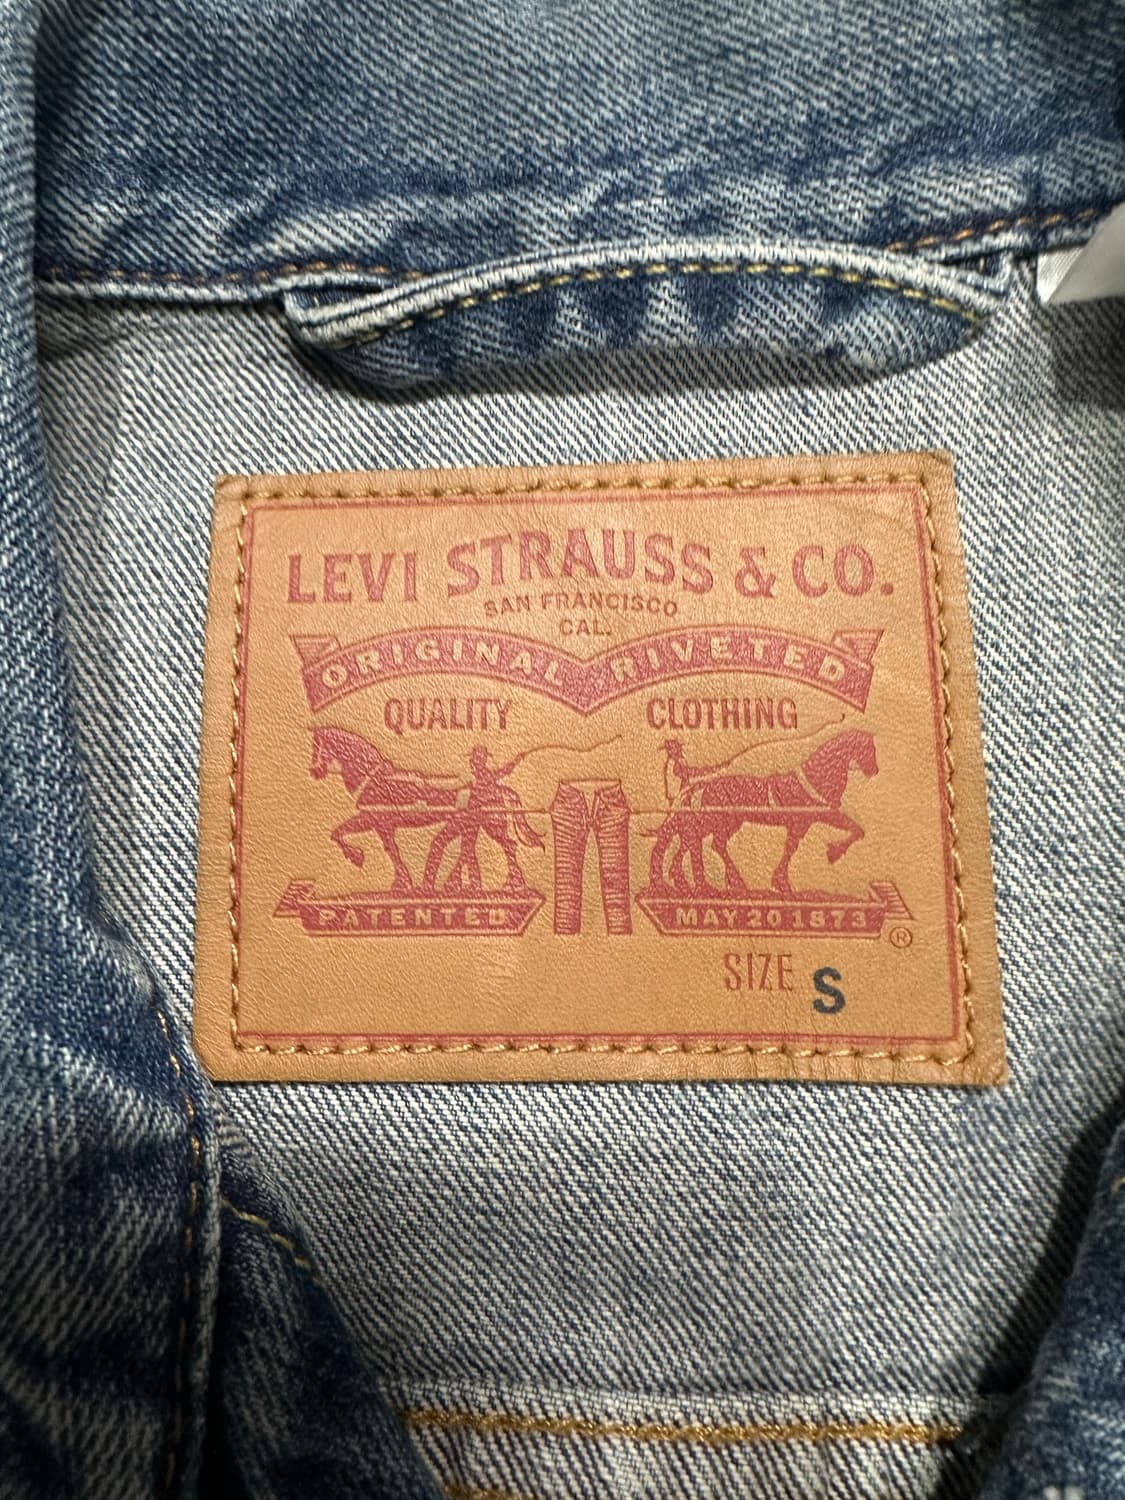 LEVI STRAUSS & CO.
SAN FRANCISCO
CAL.
ORIGINAL RIVETED
QUALITY CLOTHING
PATENTED MAY 20 1873 ®
SIZE S